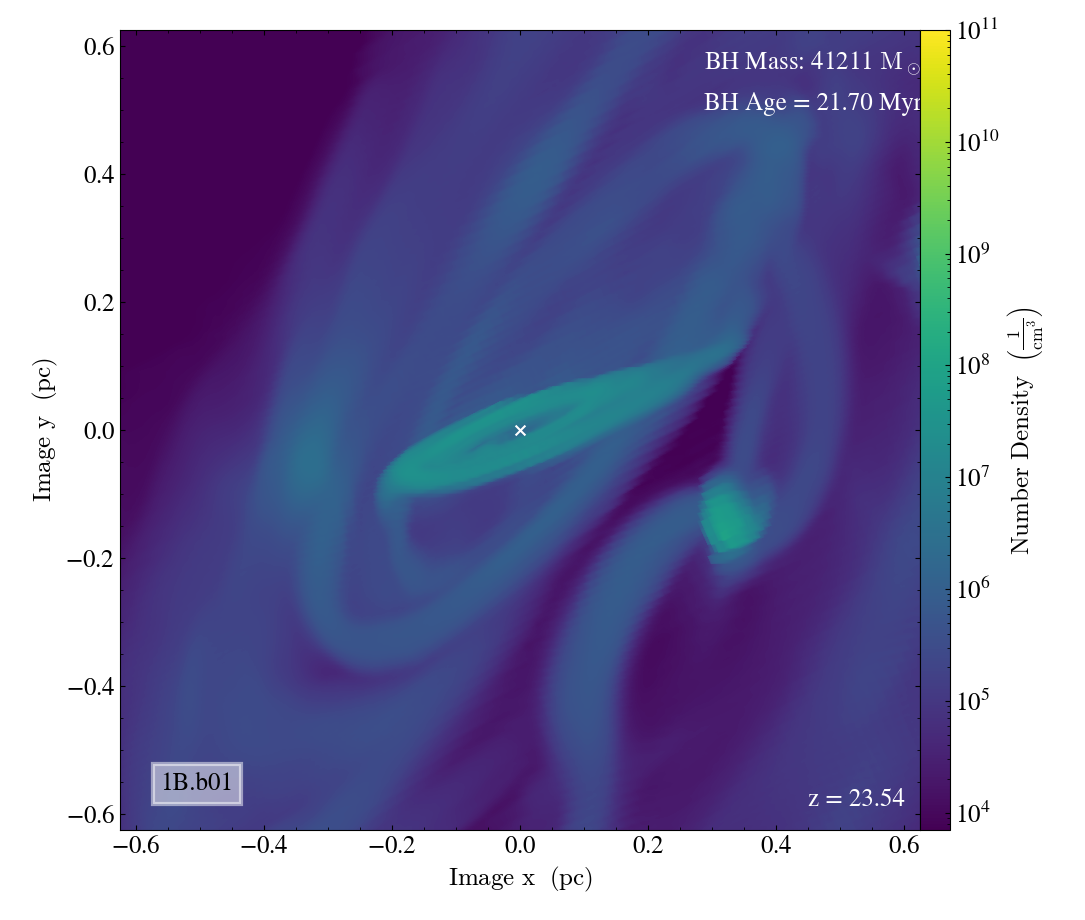 BH Mass: 41211 M☉
BH Age = 21.70 Myr
1B.b01
z = 23.54
0.6
0.4
0.2
0.0
−0.2
−0.4
−0.6
Image y (pc)
−0.6 −0.4 −0.2 0.0 0.2 0.4 0.6
Image x (pc)
10¹¹
10¹⁰
10⁹
10⁸
10⁷
10⁶
10⁵
10⁴
Number Density (1/cm³)